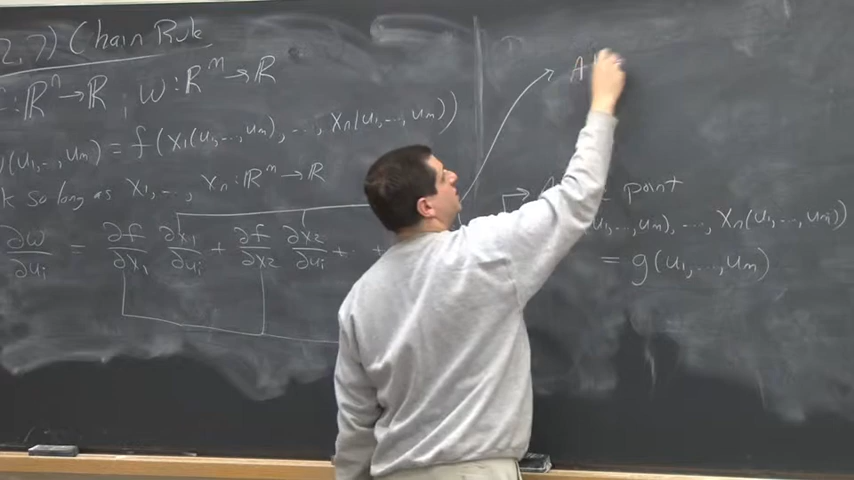 2.7) Chain Rule
f: ℝⁿ → ℝ ; W: ℝᵐ → ℝ
(u₁, ..., uₘ) = f(x₁(u₁, ..., uₘ), ..., xₙ(u₁, ..., uₘ))
so long as x₁, ..., xₙ: ℝᵐ → ℝ
∂w/∂uᵢ = ∂f/∂x₁ ∂x₁/∂uᵢ + ∂f/∂x₂ ∂x₂/∂uᵢ + ... +
A
point
u₁, ..., uₘ), ..., xₙ(u₁, ..., uₘ)
= g(u₁, ..., uₘ)